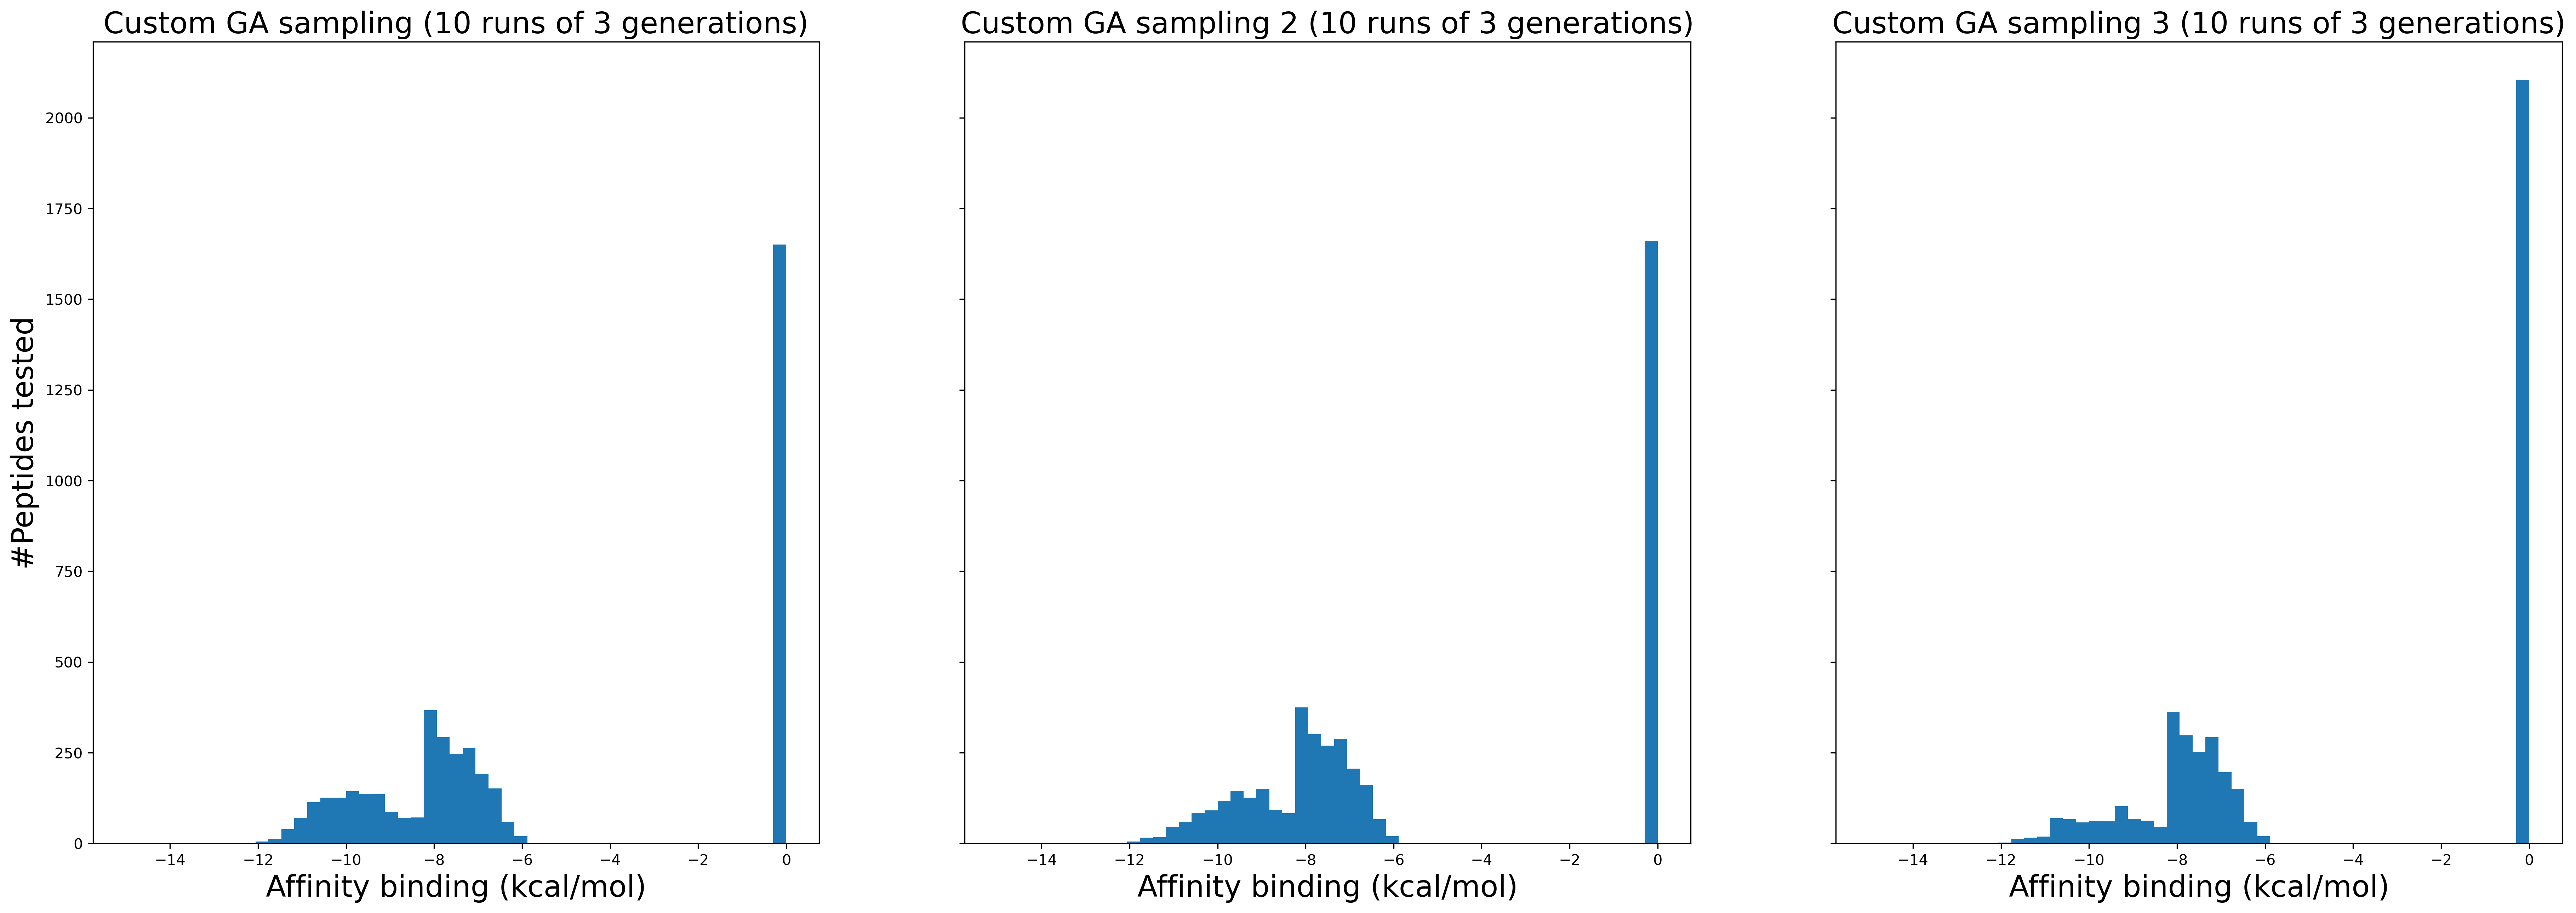 Custom GA sampling (10 runs of 3 generations)
Custom GA sampling 2 (10 runs of 3 generations)
Custom GA sampling 3 (10 runs of 3 generations)
#Peptides tested
2000
1750
1500
1250
1000
750
500
250
0
−14 −12 −10 −8 −6 −4 −2 0
−14 −12 −10 −8 −6 −4 −2 0
−14 −12 −10 −8 −6 −4 −2 0
Affinity binding (kcal/mol)
Affinity binding (kcal/mol)
Affinity binding (kcal/mol)